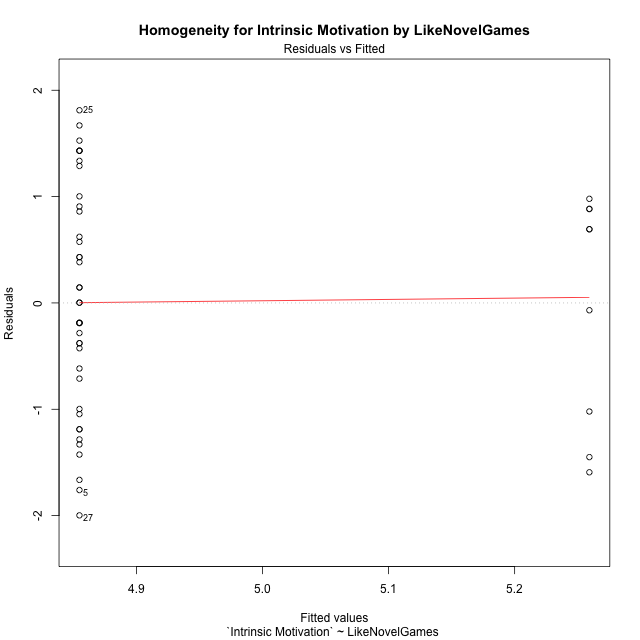 Homogeneity for Intrinsic Motivation by LikeNovelGames
Residuals vs Fitted
2
1
0
-1
-2
Residuals
25
5
27
4.9 5.0 5.1 5.2
Fitted values
`Intrinsic Motivation` ~ LikeNovelGames